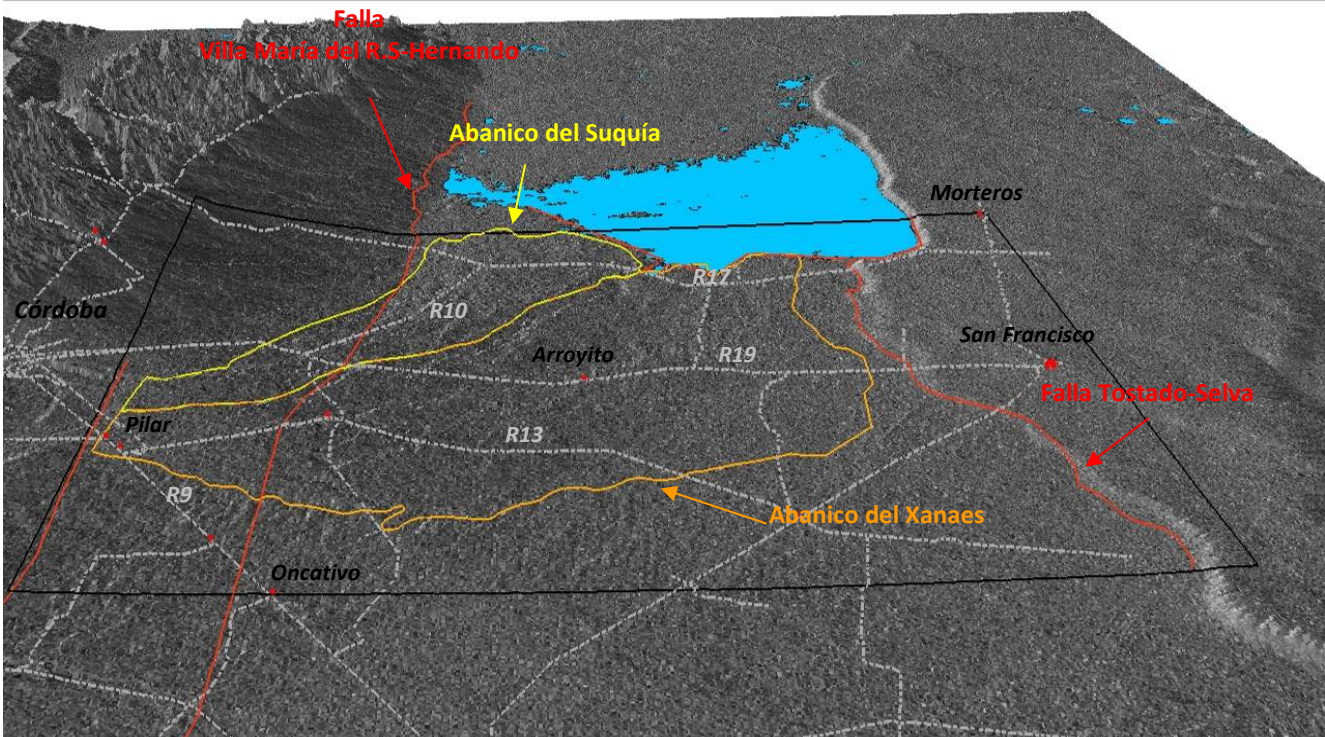 Falla
Villa María del R.S-Hernando
Abanico del Suquía
Morteros
R17
Córdoba
R10
San Francisco
Arroyito
R19
Falla Tostado-Selva
Pilar
R13
R9
Abanico del Xanaes
Oncativo